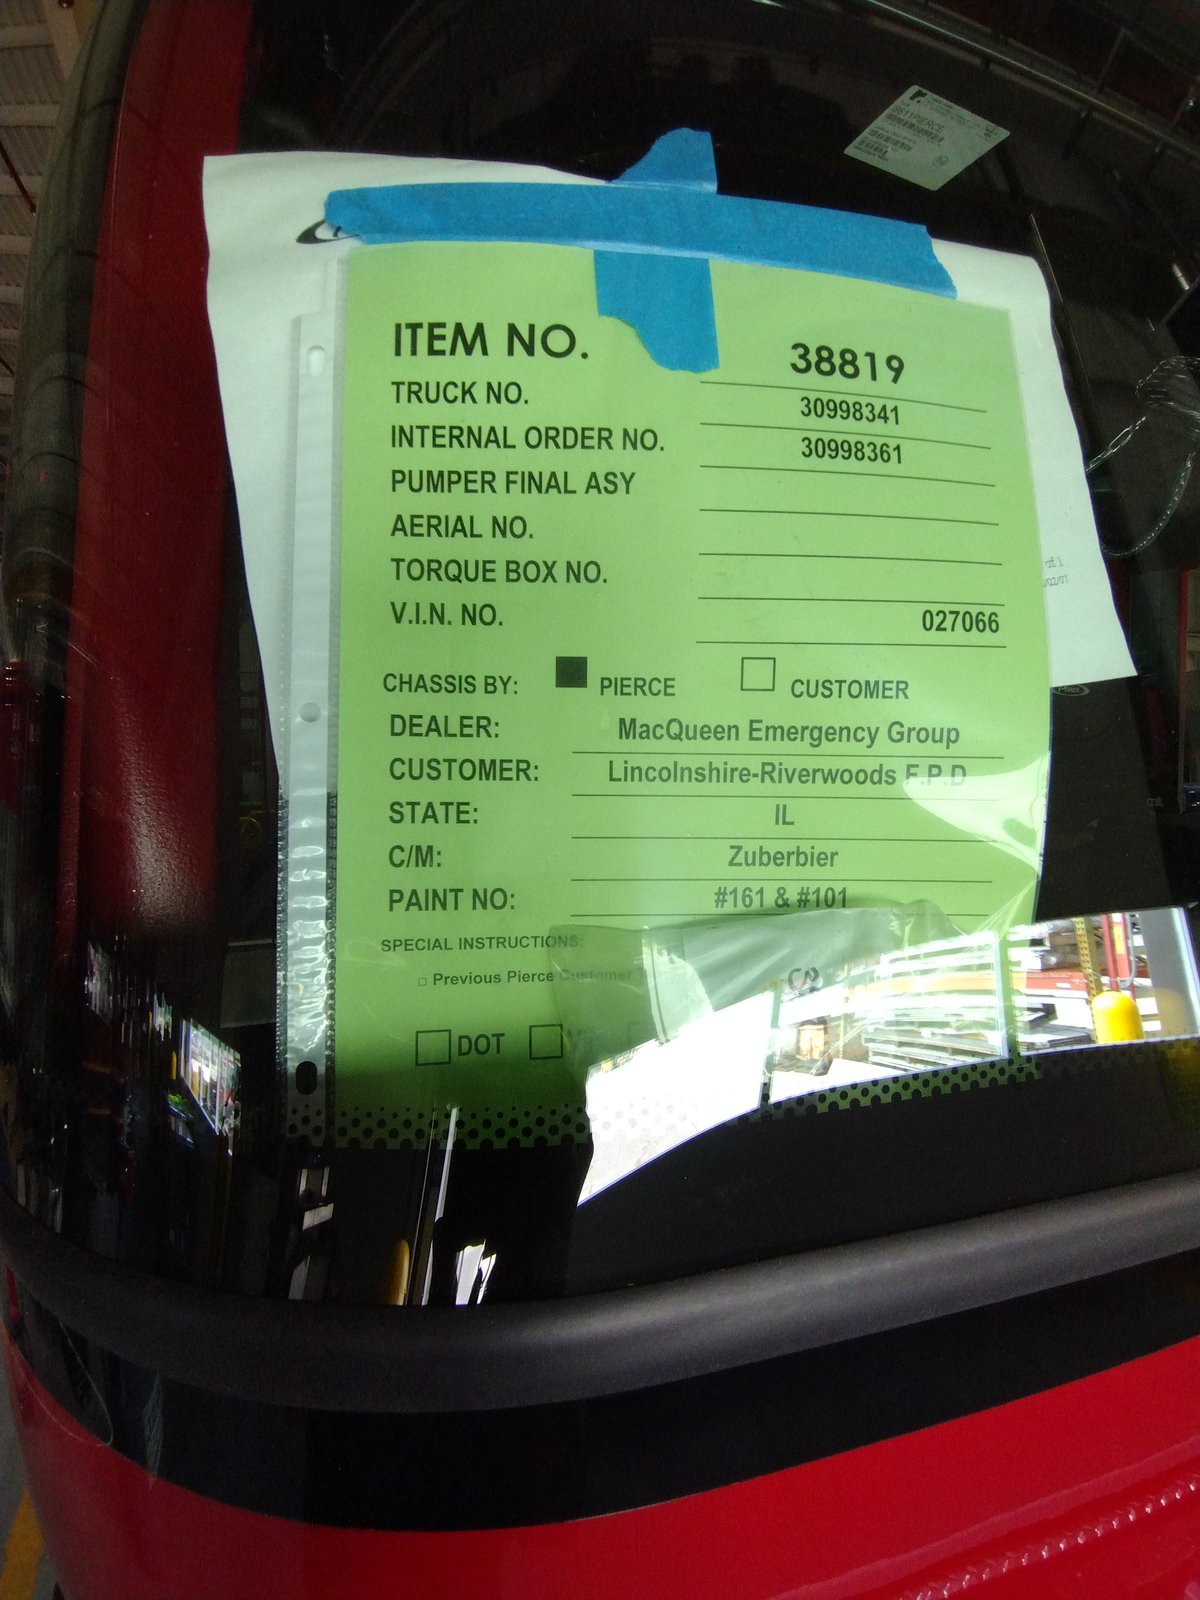 8611PIERCE
ITEM NO. 38819
TRUCK NO. 30998341
INTERNAL ORDER NO. 30998361
PUMPER FINAL ASY
AERIAL NO.
TORQUE BOX NO.
V.I.N. NO. 027066
CHASSIS BY: PIERCE CUSTOMER
DEALER: MacQueen Emergency Group
CUSTOMER: Lincolnshire-Riverwoods F.P.D
STATE: IL
C/M: Zuberbier
PAINT NO: #161 & #101
SPECIAL INSTRUCTIONS:
Previous Pierce Customer
DOT